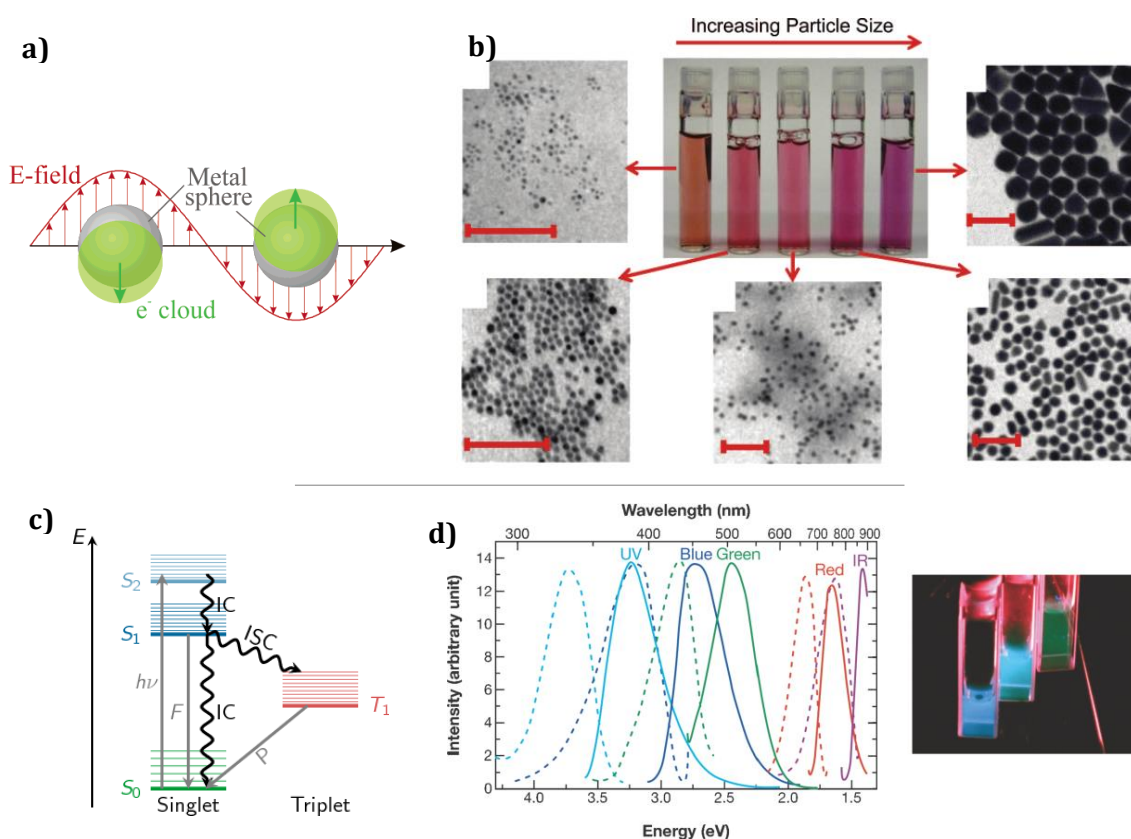 a)
E-field
Metal
sphere
e⁻ cloud
b)
Increasing Particle Size
c)
E
S₂
S₁
S₀
hν
F
IC
IC
ISC
T₁
P
Singlet
Triplet
d)
Wavelength (nm)
300 400 500 600 700 800 900
UV
Blue
Green
Red
IR
Intensity (arbitrary unit)
14
12
10
8
6
4
2
0
4.0 3.5 3.0 2.5 2.0 1.5
Energy (eV)